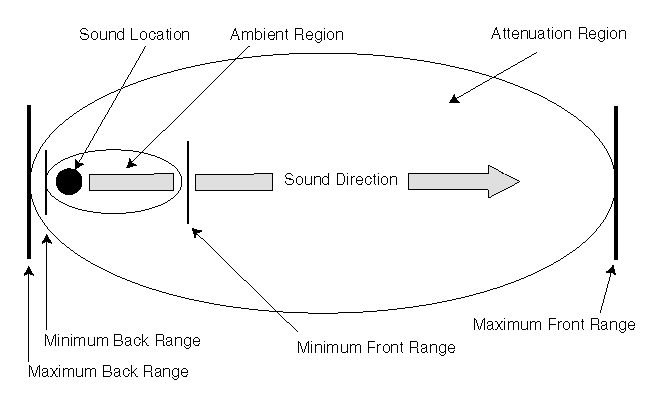 Sound Location
Ambient Region
Attenuation Region
Sound Direction
Maximum Front Range
Minimum Back Range
Minimum Front Range
Maximum Back Range